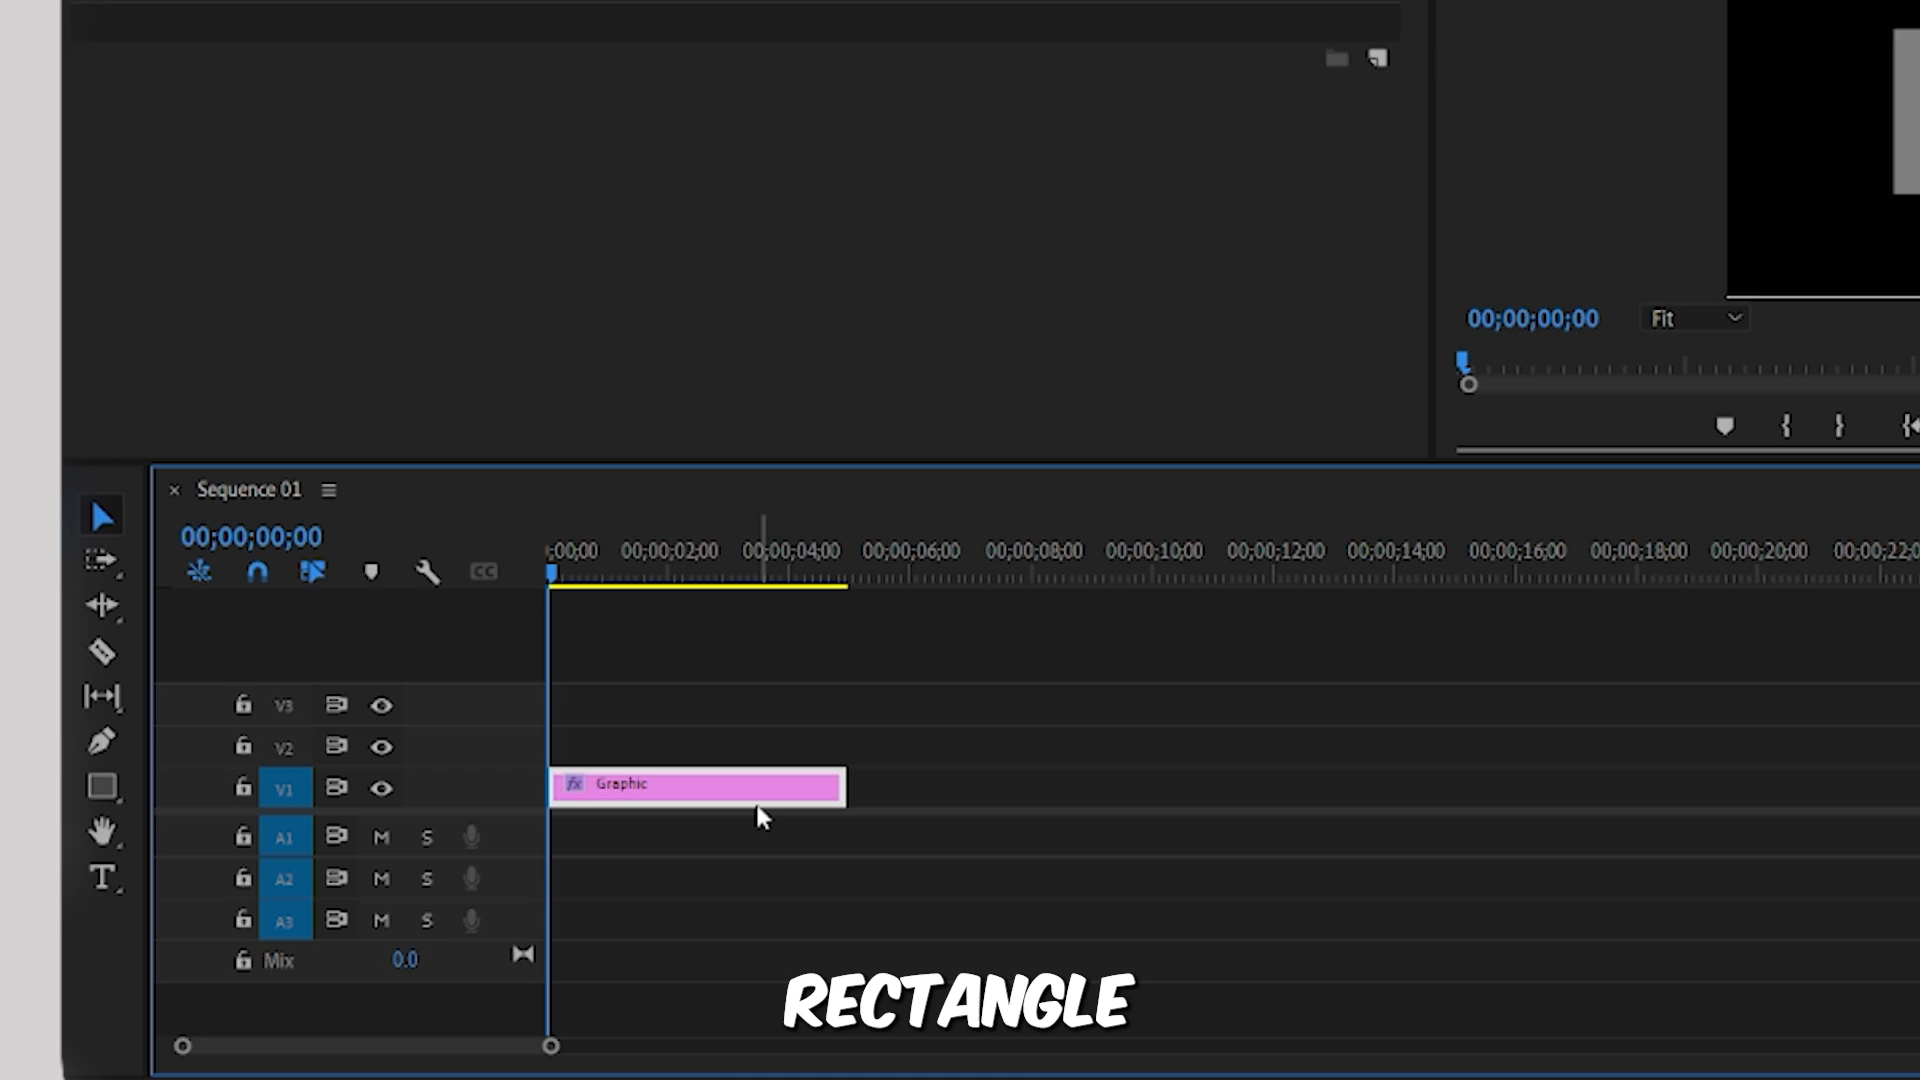 00;00;00;00
Fit
× Sequence 01
00;00;00;00
;00;00 00;00;02;00 00;00;04;00 00;00;06;00 00;00;08;00 00;00;10;00 00;00;12;00 00;00;14;00 00;00;16;00 00;00;18;00 00;00;20;00 00;00;22;00
CC
V3
V2
V1
fx Graphic
A1 M S
A2 M S
A3 M S
Mix 0.0
T
RECTANGLE